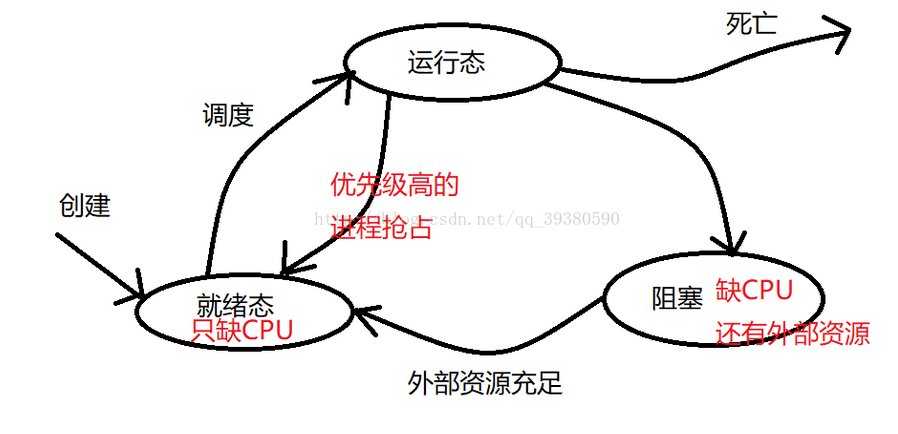 死亡
运行态
调度
优先级高的
http://blog.csdn.net/qq_39380590
进程抢占
创建
就绪态
只缺CPU
阻塞 缺CPU
还有外部资源
外部资源充足